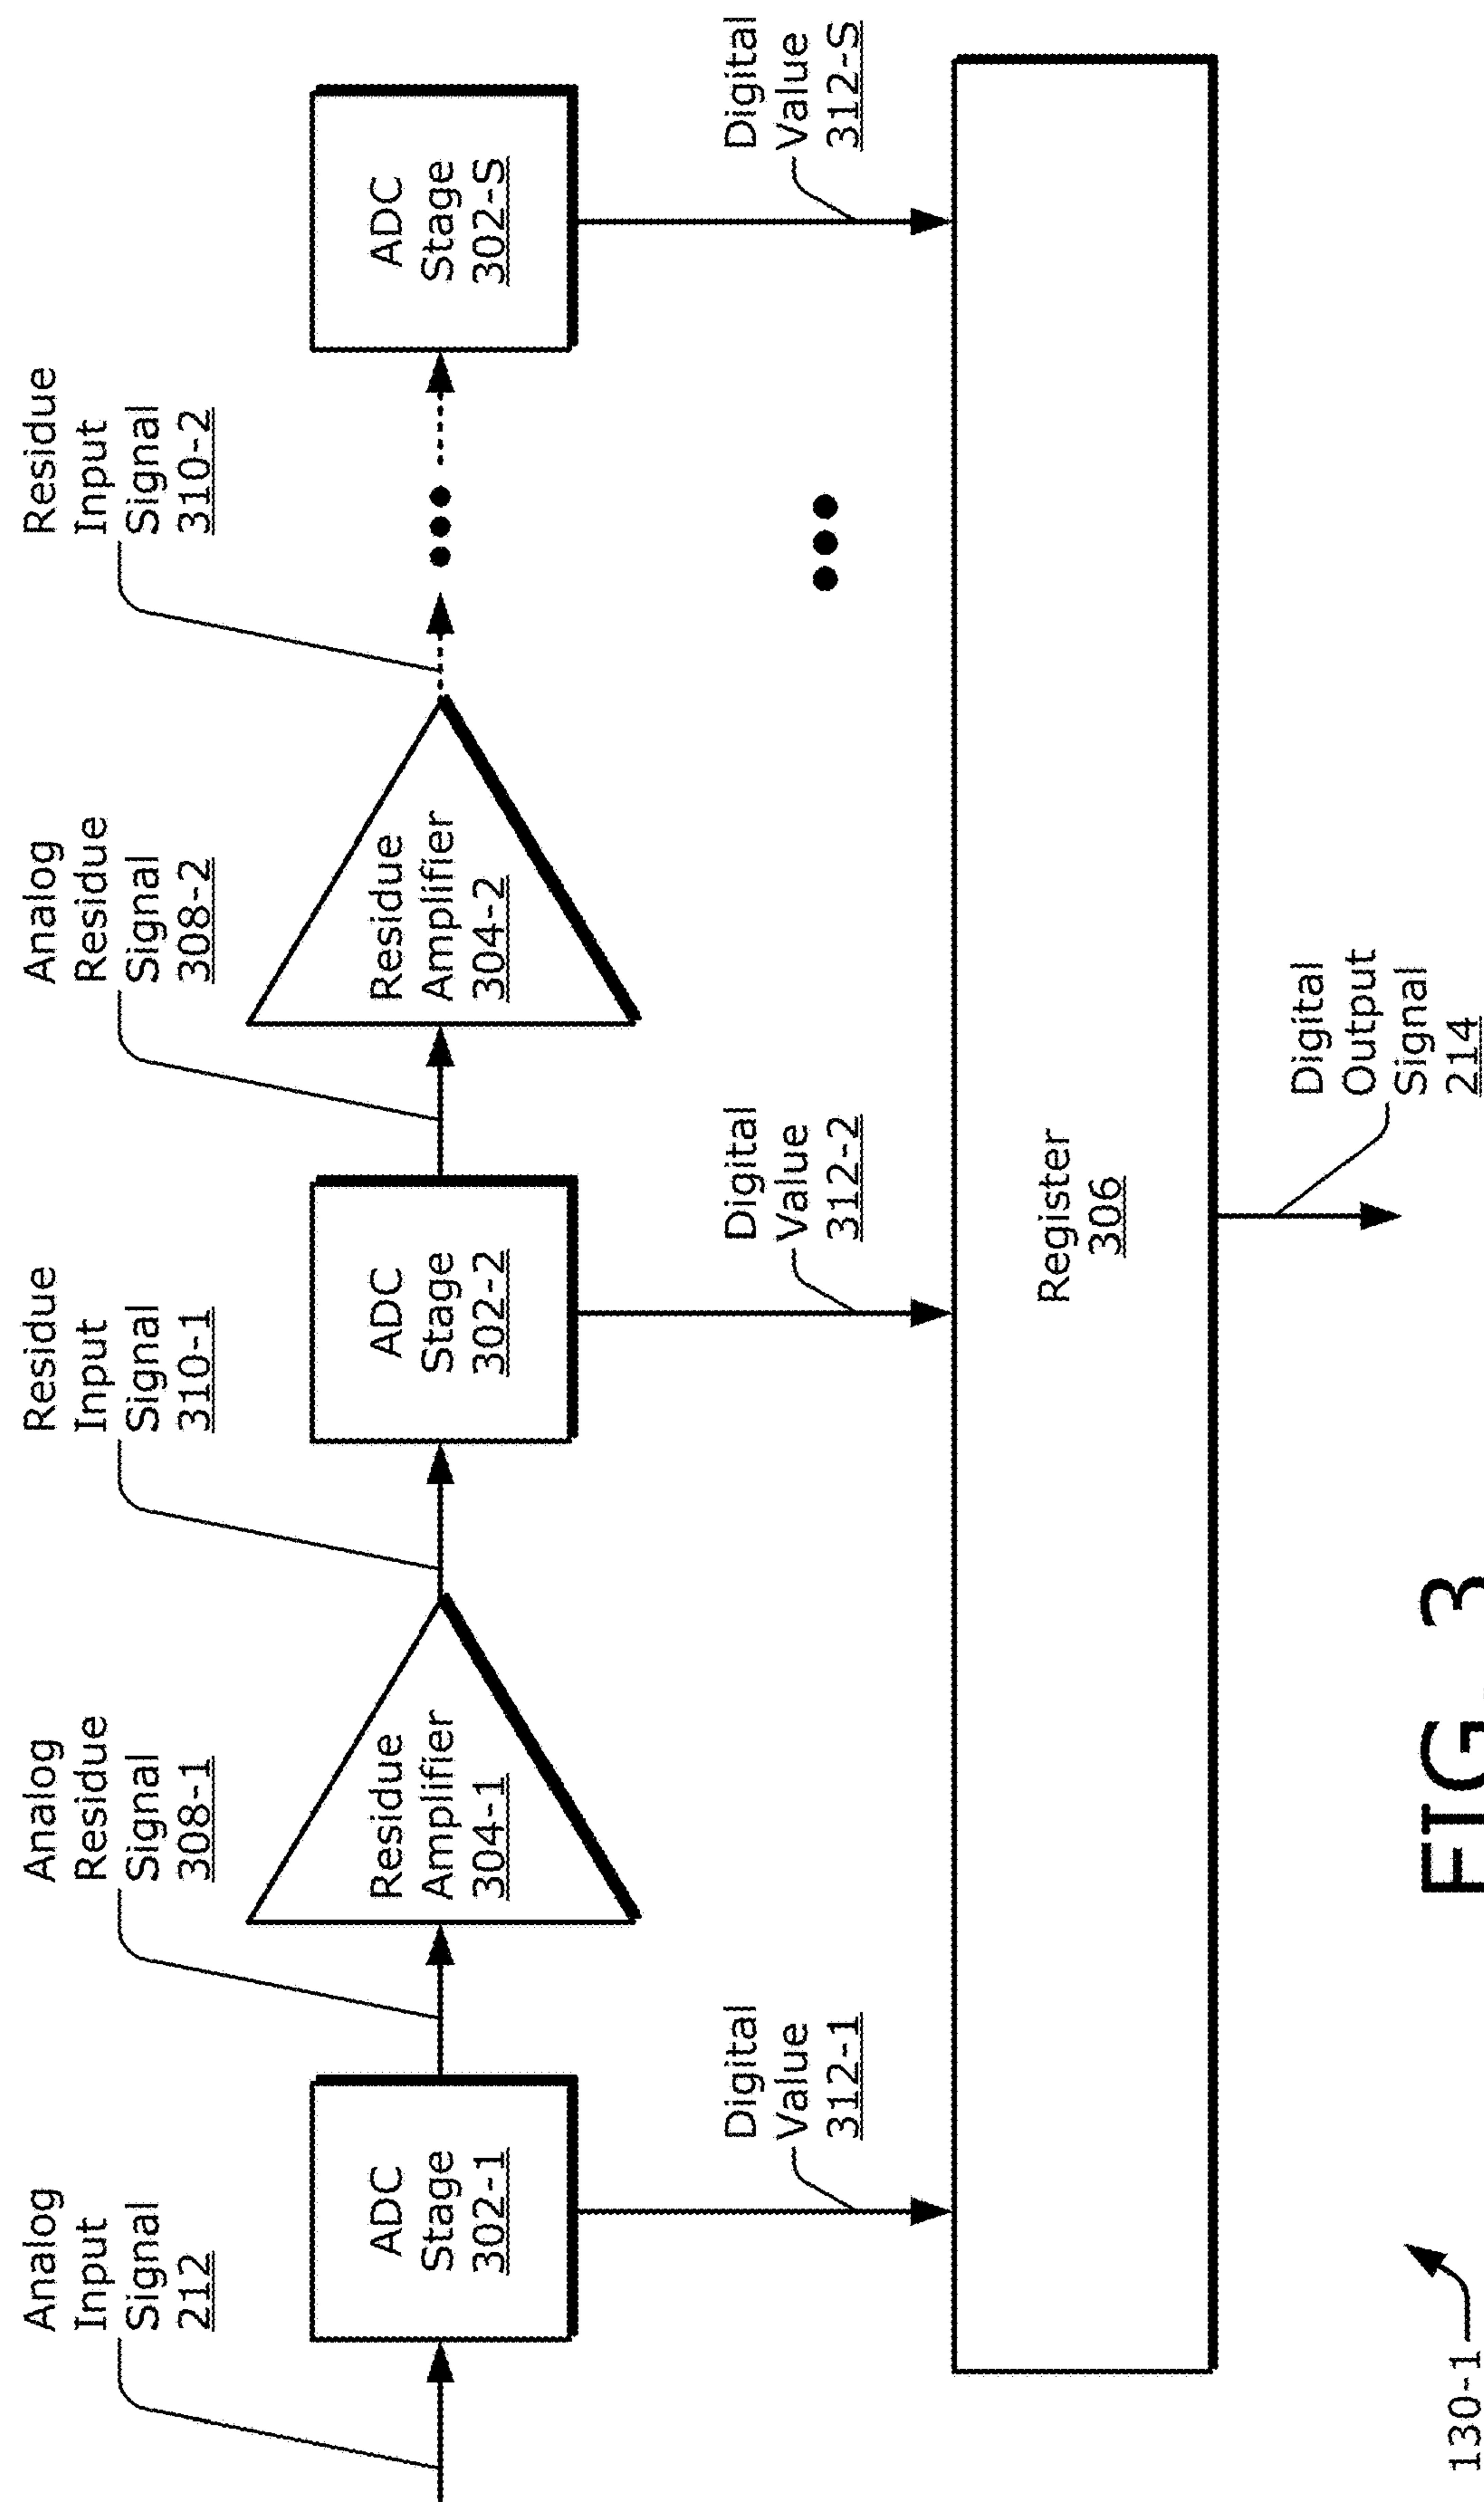 Analog
Input
Signal
212
Analog
Residue
Signal
308-1
Residue
Input
Signal
310-1
Analog
Residue
Signal
308-2
Residue
Input
Signal
310-2
ADC
Stage
302-1
Residue
Amplifier
304-1
ADC
Stage
302-2
Residue
Amplifier
304-2
ADC
Stage
302-S
Digital
Value
312-1
Digital
Value
312-2
Digital
Value
312-S
Register
306
Digital
Output
Signal
214
130-1
FIG. 3